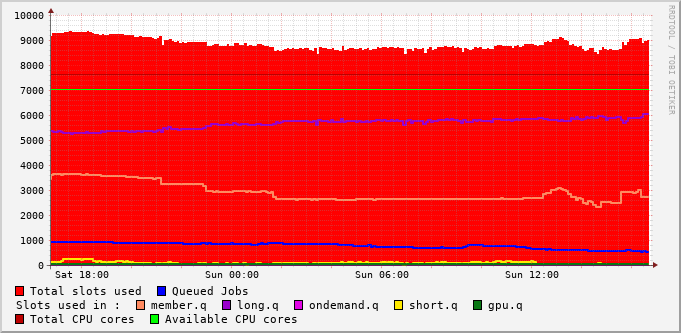 10000
9000
8000
7000
6000
5000
4000
3000
2000
1000
0
Sat 18:00 Sun 00:00 Sun 06:00 Sun 12:00
RRDTOOL / TOBI OETIKER
Total slots used Queued Jobs
Slots used in : member.q long.q ondemand.q short.q gpu.q
Total CPU cores Available CPU cores